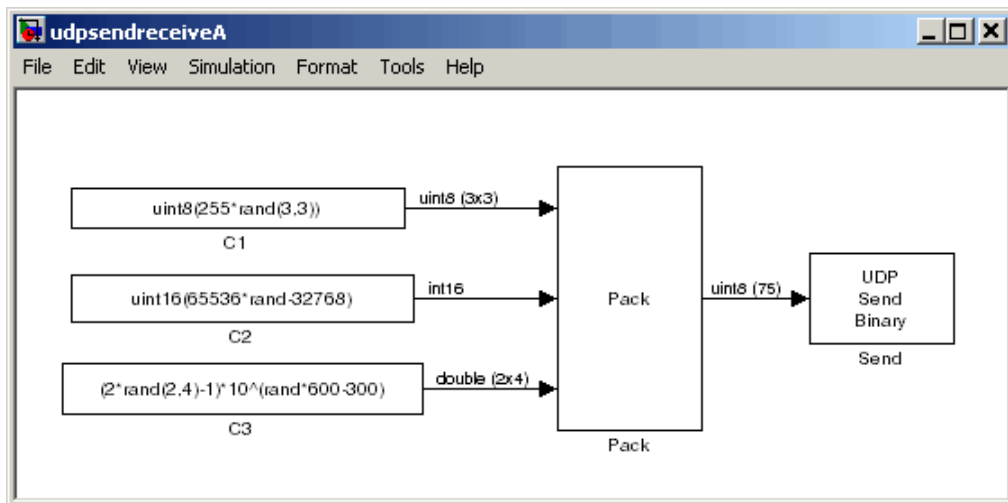 udpsendreceiveA
File Edit View Simulation Format Tools Help
uint8(255*rand(3,3))
C1
uint8 (3x3)
uint16(65536*rand-32768)
C2
int16
(2*rand(2,4)-1)*10^(rand*600-300)
C3
double (2x4)
Pack
Pack
uint8 (75)
UDP
Send
Binary
Send